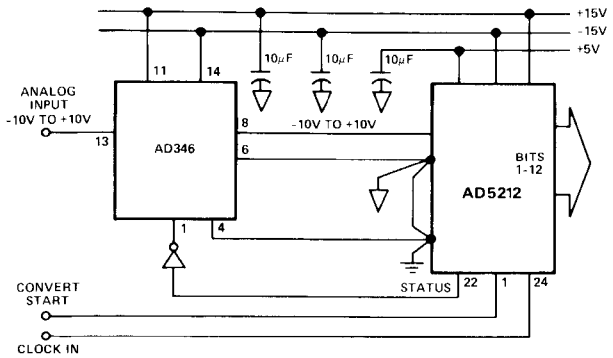 +15V
-15V
+5V
11
14
10µF
10µF
10µF
ANALOG
INPUT
-10V TO +10V
13
AD346
8
-10V TO +10V
6
BITS
1-12
AD5212
1
4
STATUS
22
1
24
CONVERT
START
CLOCK IN